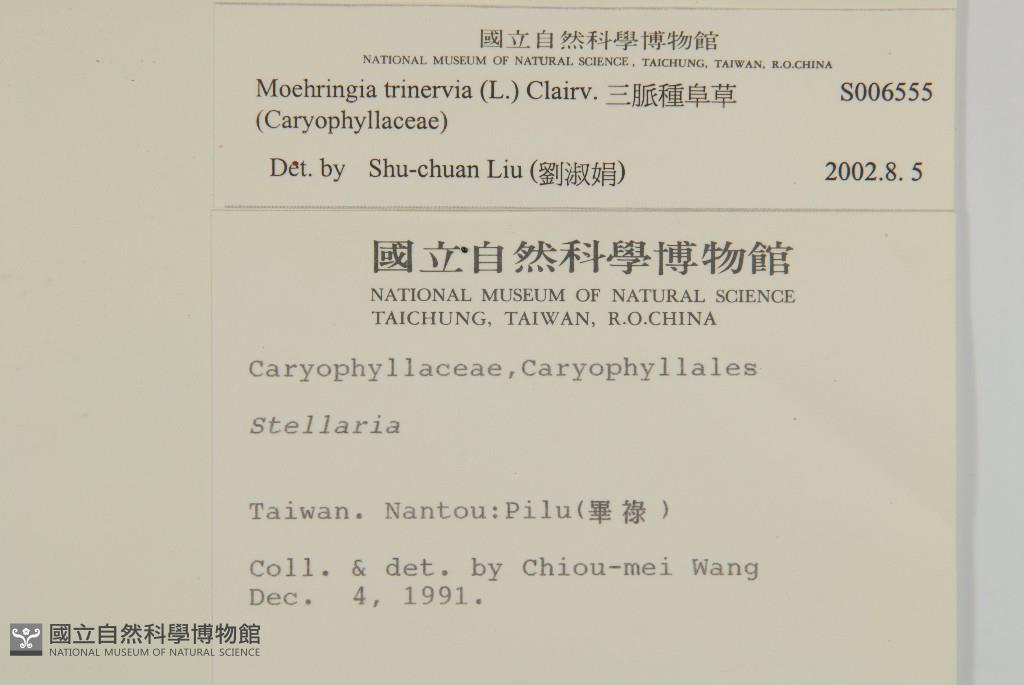 國立自然科學博物館
NATIONAL MUSEUM OF NATURAL SCIENCE, TAICHUNG, TAIWAN, R.O.CHINA
Moehringia trinervia (L.) Clairv. 三脈種阜草 S006555
(Caryophyllaceae)
Det. by Shu-chuan Liu (劉淑娟) 2002.8. 5
國立自然科學博物館
NATIONAL MUSEUM OF NATURAL SCIENCE
TAICHUNG, TAIWAN, R.O.CHINA
Caryophyllaceae,Caryophyllales
Stellaria
Taiwan. Nantou:Pilu(畢祿)
Coll. & det. by Chiou-mei Wang
Dec. 4, 1991.
國立自然科學博物館
NATIONAL MUSEUM OF NATURAL SCIENCE